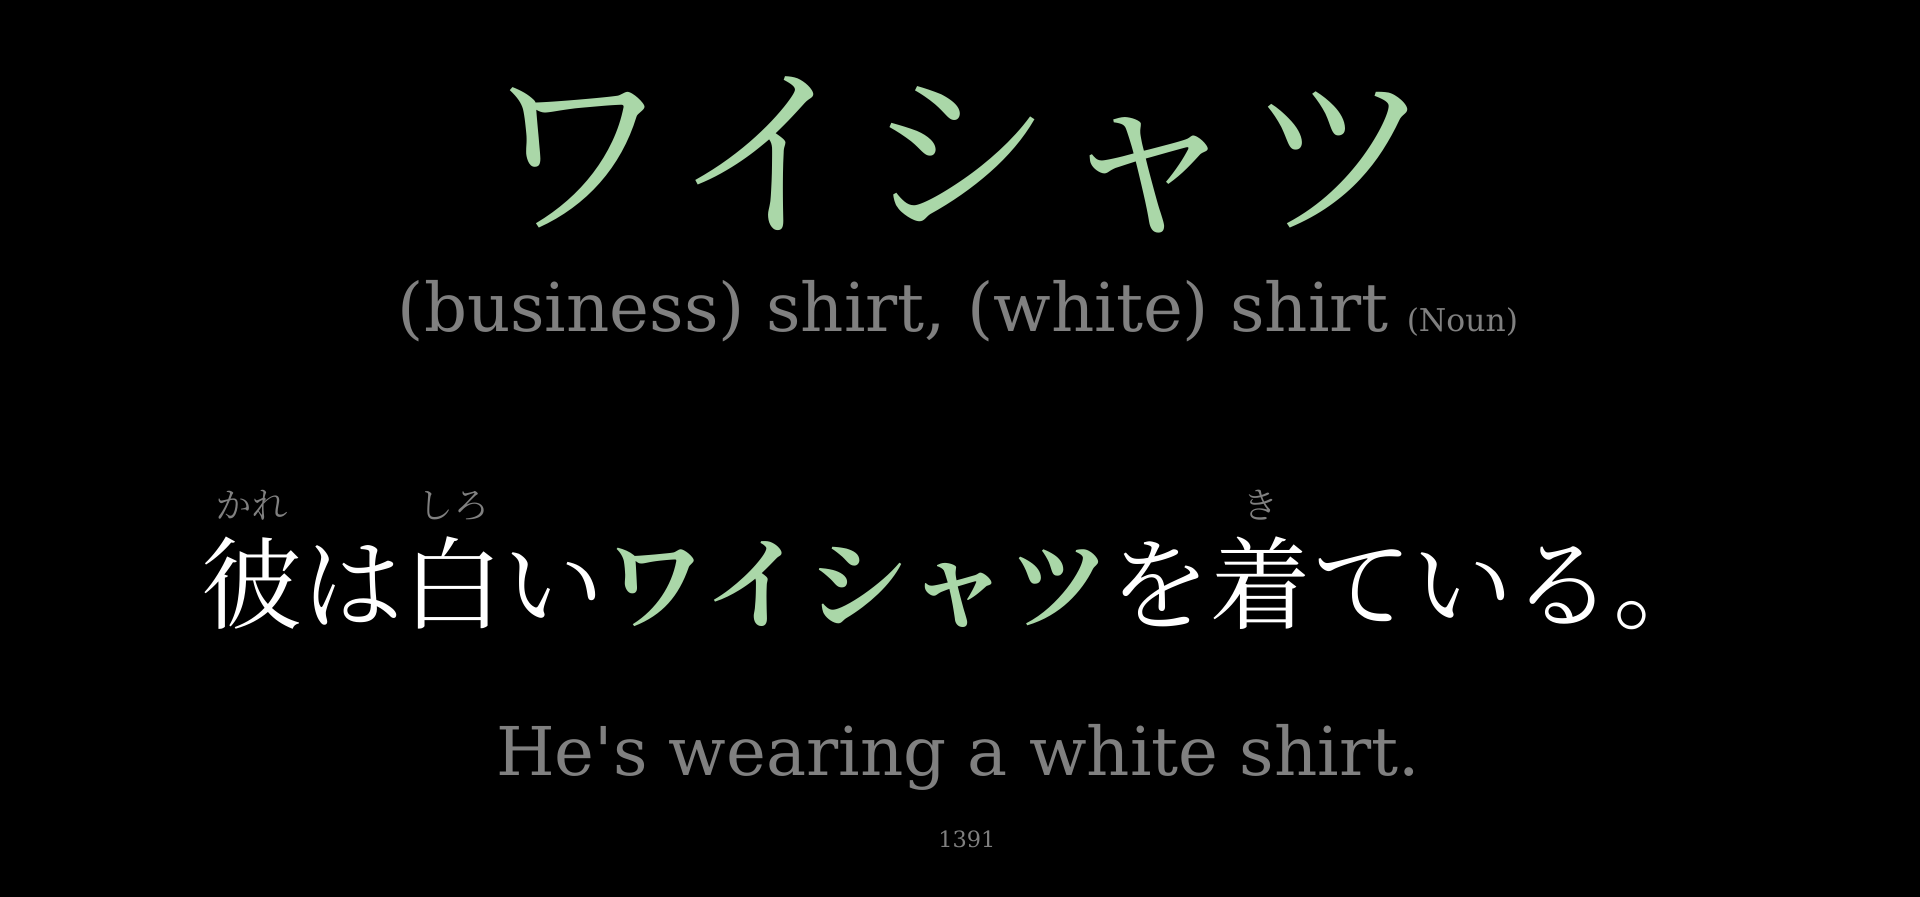 ワイシャツ
(business) shirt, (white) shirt (Noun)
かれ しろ き
彼は白いワイシャツを着ている。
He's wearing a white shirt.
1391